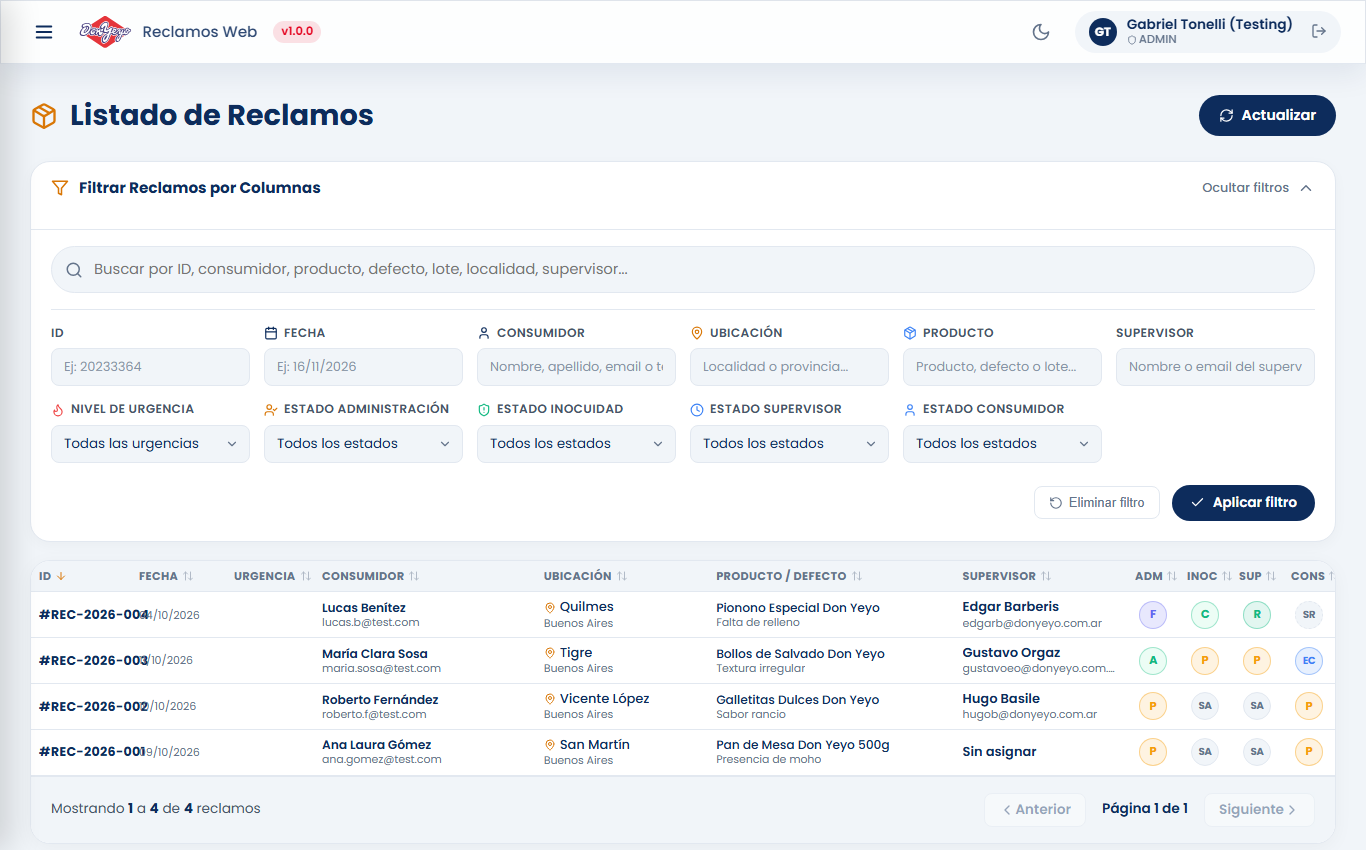 Don Yeyo Reclamos Web v1.0.0 GT Gabriel Tonelli (Testing)
ADMIN
Listado de Reclamos Actualizar
Filtrar Reclamos por Columnas Ocultar filtros
Buscar por ID, consumidor, producto, defecto, lote, localidad, supervisor...
ID FECHA CONSUMIDOR UBICACIÓN PRODUCTO SUPERVISOR
Ej: 20233364 Ej: 16/11/2026 Nombre, apellido, email o te Localidad o provincia... Producto, defecto o lote... Nombre o email del superv
NIVEL DE URGENCIA ESTADO ADMINISTRACIÓN ESTADO INOCUIDAD ESTADO SUPERVISOR ESTADO CONSUMIDOR
Todas las urgencias Todos los estados Todos los estados Todos los estados Todos los estados
Eliminar filtro Aplicar filtro
ID FECHA URGENCIA CONSUMIDOR UBICACIÓN PRODUCTO / DEFECTO SUPERVISOR ADM INOC SUP CONS
#REC-2026-004 /10/2026 Lucas Benítez Quilmes Pionono Especial Don Yeyo Edgar Barberis F C R SR
lucas.b@test.com Buenos Aires Falta de relleno edgarb@donyeyo.com.ar
#REC-2026-003 /10/2026 María Clara Sosa Tigre Bollos de Salvado Don Yeyo Gustavo Orgaz A P P EC
maria.sosa@test.com Buenos Aires Textura irregular gustavoeo@donyeyo.com....
#REC-2026-002 /10/2026 Roberto Fernández Vicente López Galletitas Dulces Don Yeyo Hugo Basile P SA SA P
roberto.f@test.com Buenos Aires Sabor rancio hugob@donyeyo.com.ar
#REC-2026-001 /10/2026 Ana Laura Gómez San Martín Pan de Mesa Don Yeyo 500g Sin asignar P SA SA P
ana.gomez@test.com Buenos Aires Presencia de moho
Mostrando 1 a 4 de 4 reclamos Anterior Página 1 de 1 Siguiente